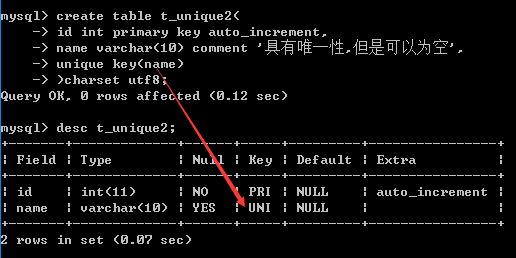 mysql> create table t_unique2(
    -> id int primary key auto_increment,
    -> name varchar(10) comment '具有唯一性,但是可以为空',
    -> unique key(name)
    -> )charset utf8;
Query OK, 0 rows affected (0.12 sec)

mysql> desc t_unique2;
+-------+-------------+------+-----+---------+----------------+
| Field | Type        | Null | Key | Default | Extra          |
+-------+-------------+------+-----+---------+----------------+
| id    | int(11)     | NO   | PRI | NULL    | auto_increment |
| name  | varchar(10) | YES  | UNI | NULL    |                |
+-------+-------------+------+-----+---------+----------------+
2 rows in set (0.07 sec)